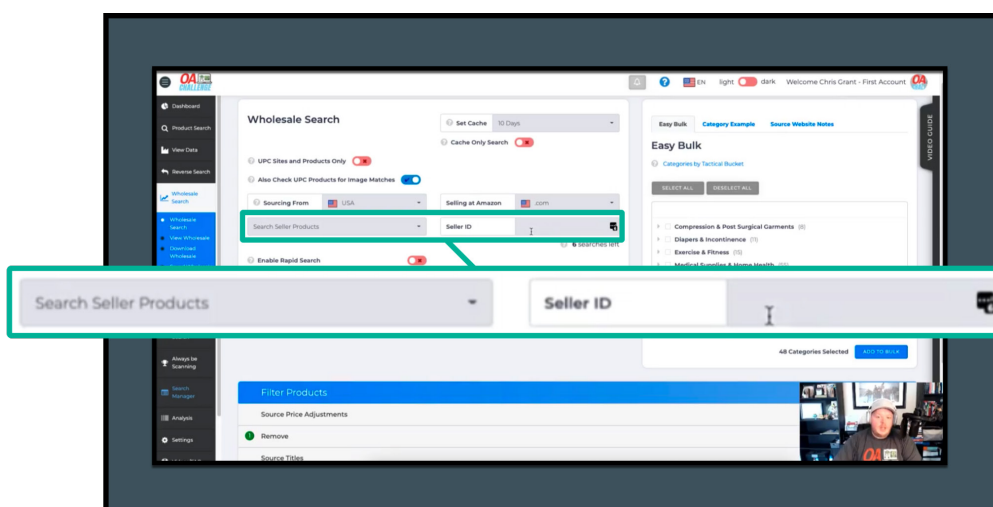 OA
CHALLENGE
EN light dark Welcome Chris Grant - First Account
Dashboard
Product Search
View Data
Reverse Search
Wholesale
Search
Wholesale
Search
View Wholesale
Download
Wholesale
Wholesale Search
Set Cache 10 Days
Cache Only Search
UPC Sites and Products Only
Also Check UPC Products for Image Matches
Sourcing From USA
Selling at Amazon .com
Search Seller Products
Seller ID
6 searches left
Enable Rapid Search
Easy Bulk Category Example Source Website Notes
Easy Bulk
Categories by Tactical Bucket
SELECT ALL DESELECT ALL
Compression & Post Surgical Garments (8)
Diapers & Incontinence (11)
Exercise & Fitness (15)
Medical Supplies & Home Health
VIDEO GUIDE
Search Seller Products
Seller ID
Always be
Scanning
Search
Manager
Analysis
Settings
48 Categories Selected ADD TO BULK
Filter Products
Source Price Adjustments
Remove
Source Titles
OA